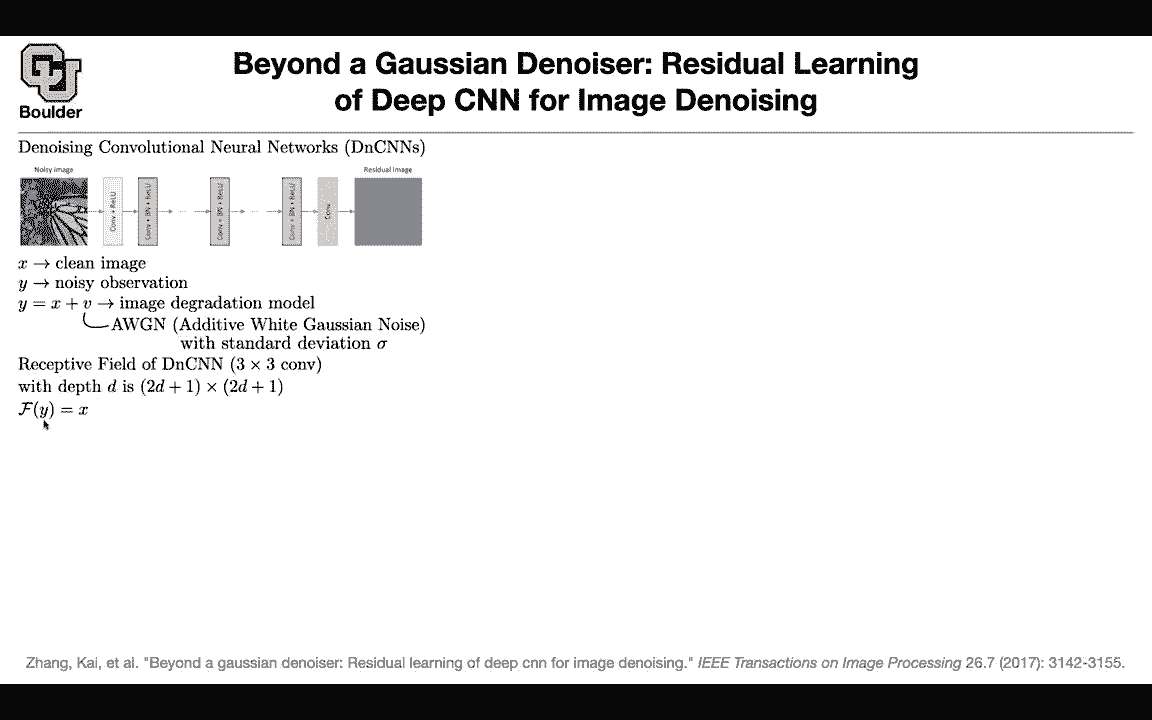 Boulder
Beyond a Gaussian Denoiser: Residual Learning
of Deep CNN for Image Denoising
Denoising Convolutional Neural Networks (DnCNNs)
Noisy Image
Residual Image
Conv + ReLU
Conv + BN + ReLU
...
Conv + BN + ReLU
...
Conv + BN + ReLU
Conv
x → clean image
y → noisy observation
y = x + v → image degradation model
AWGN (Additive White Gaussian Noise)
with standard deviation σ
Receptive Field of DnCNN (3 × 3 conv)
with depth d is (2d + 1) × (2d + 1)
ℱ(y) = x
Zhang, Kai, et al. "Beyond a gaussian denoiser: Residual learning of deep cnn for image denoising." IEEE Transactions on Image Processing 26.7 (2017): 3142-3155.